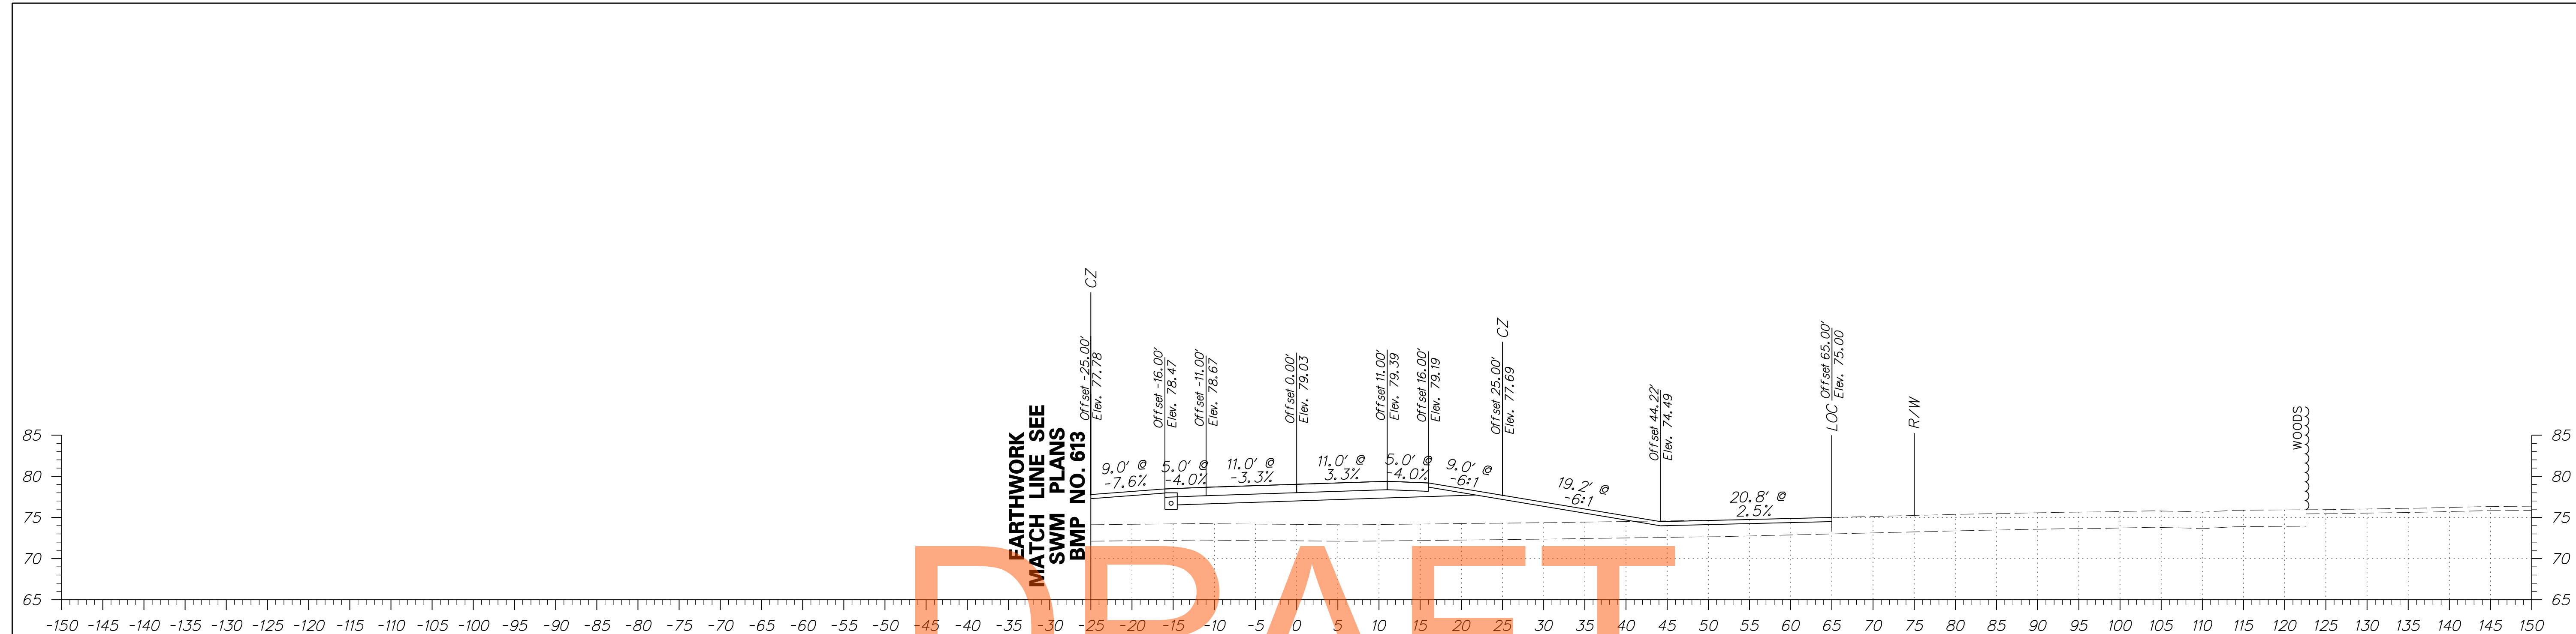 CZ
Offset -25.00'
Elev. 77.78
Offset -16.00'
Elev. 78.47
Offset -11.00'
Elev. 78.67
Offset 0.00'
Elev. 79.03
Offset 11.00'
Elev. 79.39
Offset 16.00'
Elev. 79.19
CZ
Offset 25.00'
Elev. 77.69
Offset 44.22'
Elev. 74.49
LOC Offset 65.00'
Elev. 75.00
R/W
WOODS
EARTHWORK
MATCH LINE SEE
SWM PLANS
BMP NO. 613
9.0' @
-7.6%
5.0' @
-4.0%
11.0' @
-3.3%
11.0' @
3.3%
5.0' @
-4.0%
9.0' @
-6:1
19.2' @
-6:1
20.8' @
2.5%
85
80
75
70
65
85
80
75
70
65
DRAFT
-150 -145 -140 -135 -130 -125 -120 -115 -110 -105 -100 -95 -90 -85 -80 -75 -70 -65 -60 -55 -50 -45 -40 -35 -30 -25 -20 -15 -10 -5 0 5 10 15 20 25 30 35 40 45 50 55 60 65 70 75 80 85 90 95 100 105 110 115 120 125 130 135 140 145 150